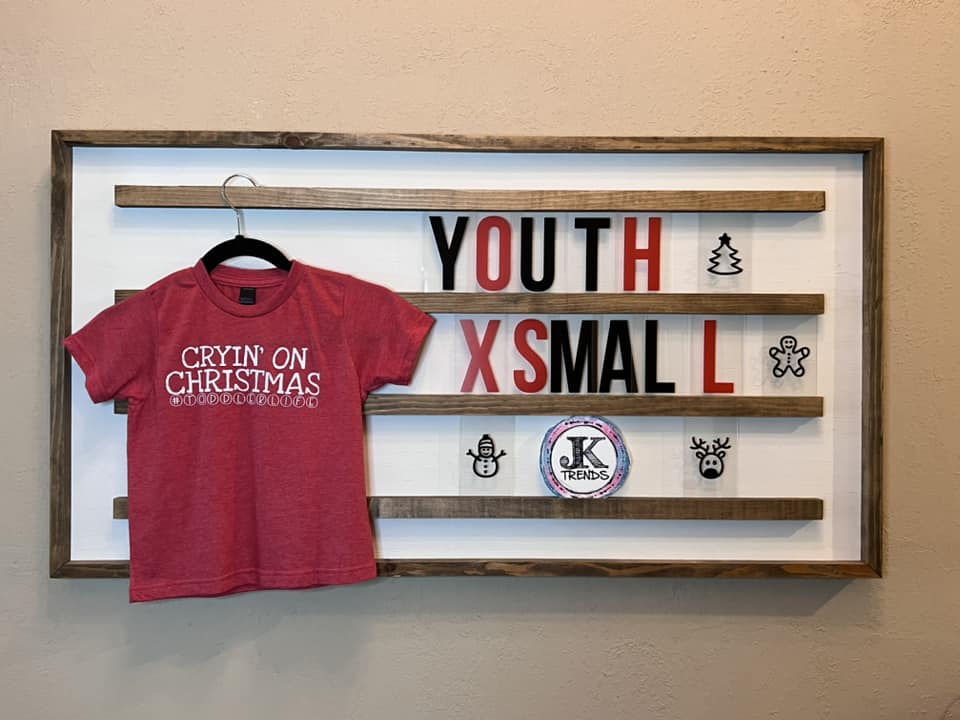 CRYIN' ON
CHRISTMAS
#TODDLERLIFE
YOUTH
XSMALL
JK
TRENDS